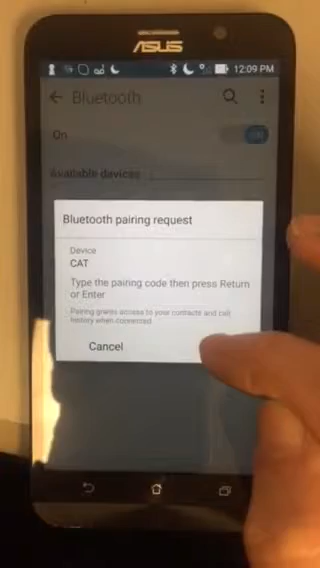 ASUS
12:09 PM
Bluetooth
On
Available devices
Bluetooth pairing request
Device
CAT
Type the pairing code then press Return
or Enter
Pairing grants access to your contacts and call
history when connected
Cancel